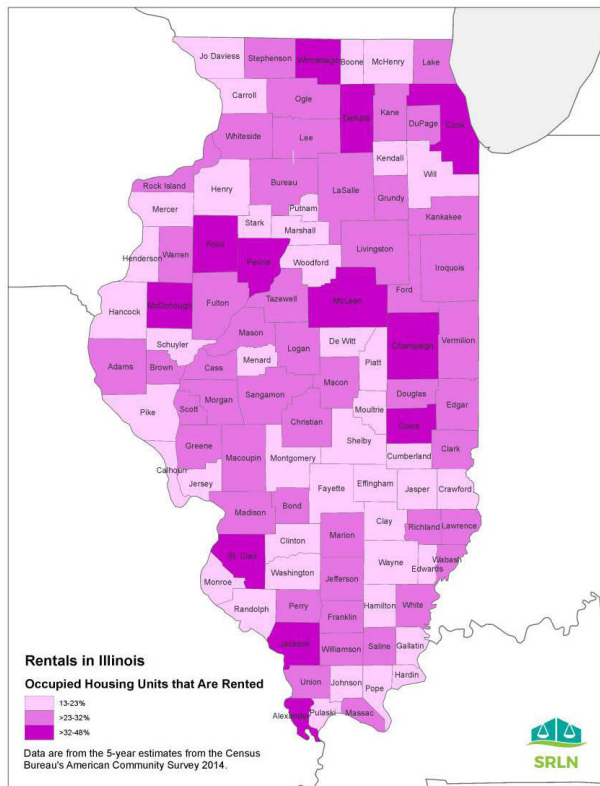 Jo Daviess
Stephenson
Winnebago
Boone
McHenry
Lake
Carroll
Ogle
DeKalb
Kane
DuPage
Cook
Whiteside
Lee
Kendall
Will
Rock Island
Henry
Bureau
LaSalle
Grundy
Mercer
Putnam
Kankakee
Stark
Marshall
Knox
Peoria
Livingston
Henderson
Warren
Woodford
Iroquois
McDonough
Fulton
Tazewell
McLean
Ford
Hancock
Mason
Schuyler
Logan
De Witt
Champaign
Vermilion
Adams
Brown
Cass
Menard
Piatt
Macon
Morgan
Sangamon
Douglas
Edgar
Scott
Christian
Moultrie
Pike
Coles
Greene
Shelby
Macoupin
Montgomery
Cumberland
Clark
Calhoun
Jersey
Fayette
Effingham
Jasper
Crawford
Madison
Bond
Clay
Clinton
Marion
Richland
Lawrence
St. Clair
Wayne
Wabash
Edwards
Washington
Jefferson
Monroe
Randolph
Perry
Hamilton
White
Franklin
Jackson
Williamson
Saline
Gallatin
Hardin
Union
Johnson
Pope
Alexander
Pulaski
Massac
Rentals in Illinois
Occupied Housing Units that Are Rented
13-23%
>23-32%
>32-48%
Data are from the 5-year estimates from the Census
Bureau's American Community Survey 2014.
SRLN